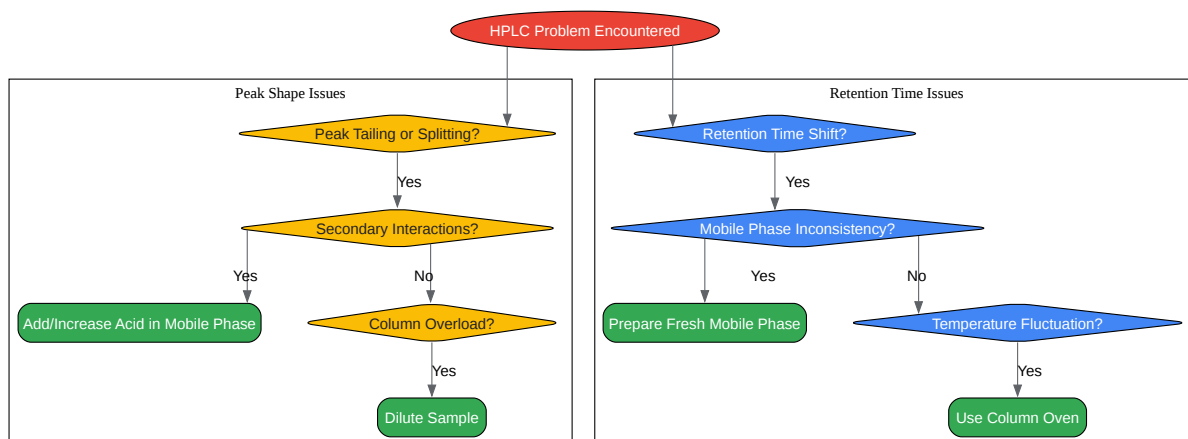 HPLC Problem Encountered
Peak Shape Issues
Retention Time Issues
Peak Tailing or Splitting?
Retention Time Shift?
Yes
Yes
Secondary Interactions?
Mobile Phase Inconsistency?
Yes
No
Yes
No
Add/Increase Acid in Mobile Phase
Column Overload?
Prepare Fresh Mobile Phase
Temperature Fluctuation?
Yes
Yes
Dilute Sample
Use Column Oven